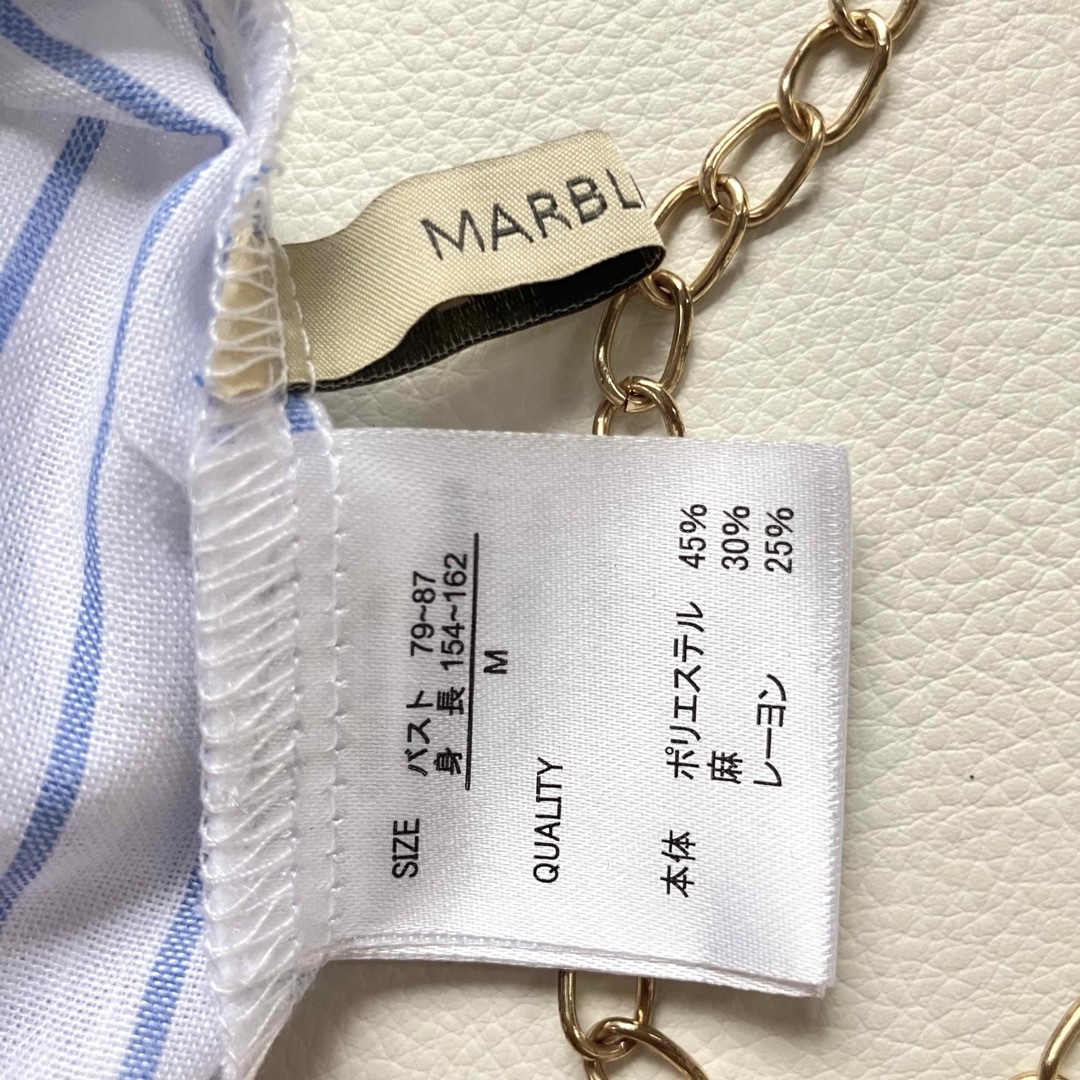 MARBL
SIZE バスト 79~87
身 長 154~162
M
QUALITY
本体 ポリエステル 45%
麻 30%
レーヨン 25%